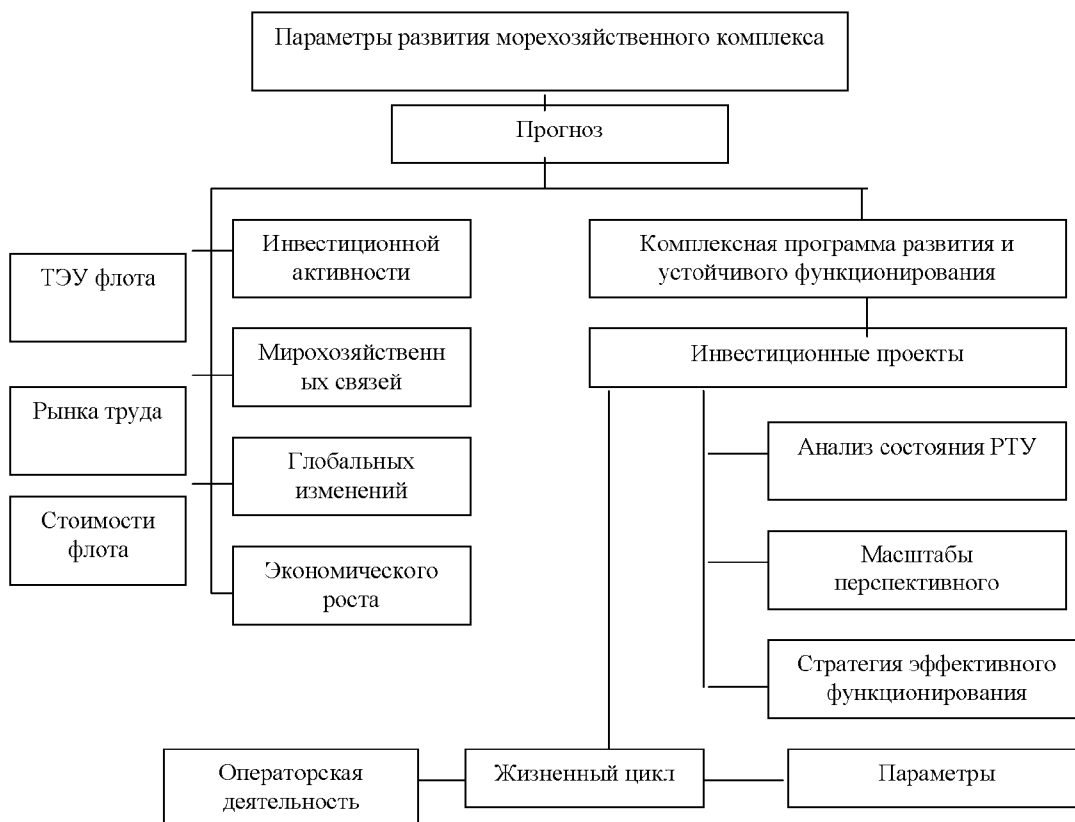 Параметры развития морехозяйственного комплекса
Прогноз
ТЭУ флота
Рынка труда
Стоимости
флота
Инвестиционной
активности
Мирохозяйственн
ых связей
Глобальных
изменений
Экономического
роста
Комплексная программа развития и
устойчивого функционирования
Инвестиционные проекты
Анализ состояния РТУ
Масштабы
перспективного
Стратегия эффективного
функционирования
Операторская
деятельность
Жизненный цикл
Параметры